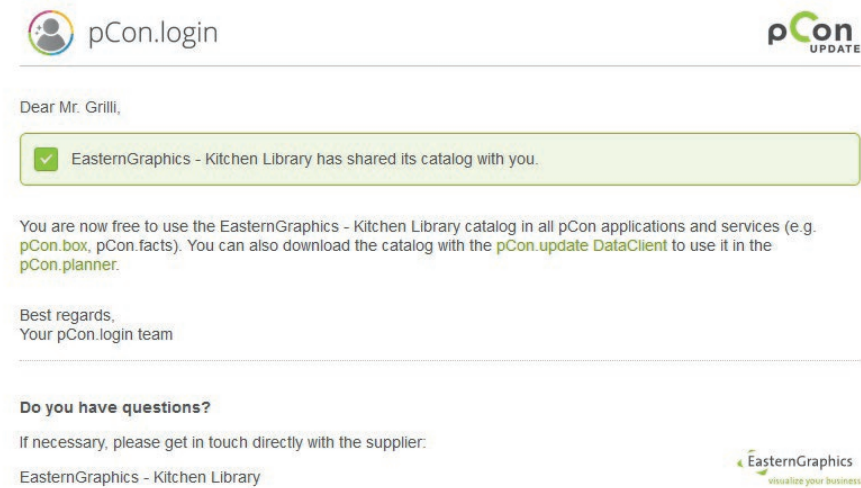 pCon.login
pCon
UPDATE
Dear Mr. Grilli,
EasternGraphics - Kitchen Library has shared its catalog with you.
You are now free to use the EasternGraphics - Kitchen Library catalog in all pCon applications and services (e.g.
pCon.box, pCon.facts). You can also download the catalog with the pCon.update DataClient to use it in the
pCon.planner.
Best regards,
Your pCon.login team
Do you have questions?
If necessary, please get in touch directly with the supplier:
EasternGraphics - Kitchen Library
EasternGraphics
visualize your business